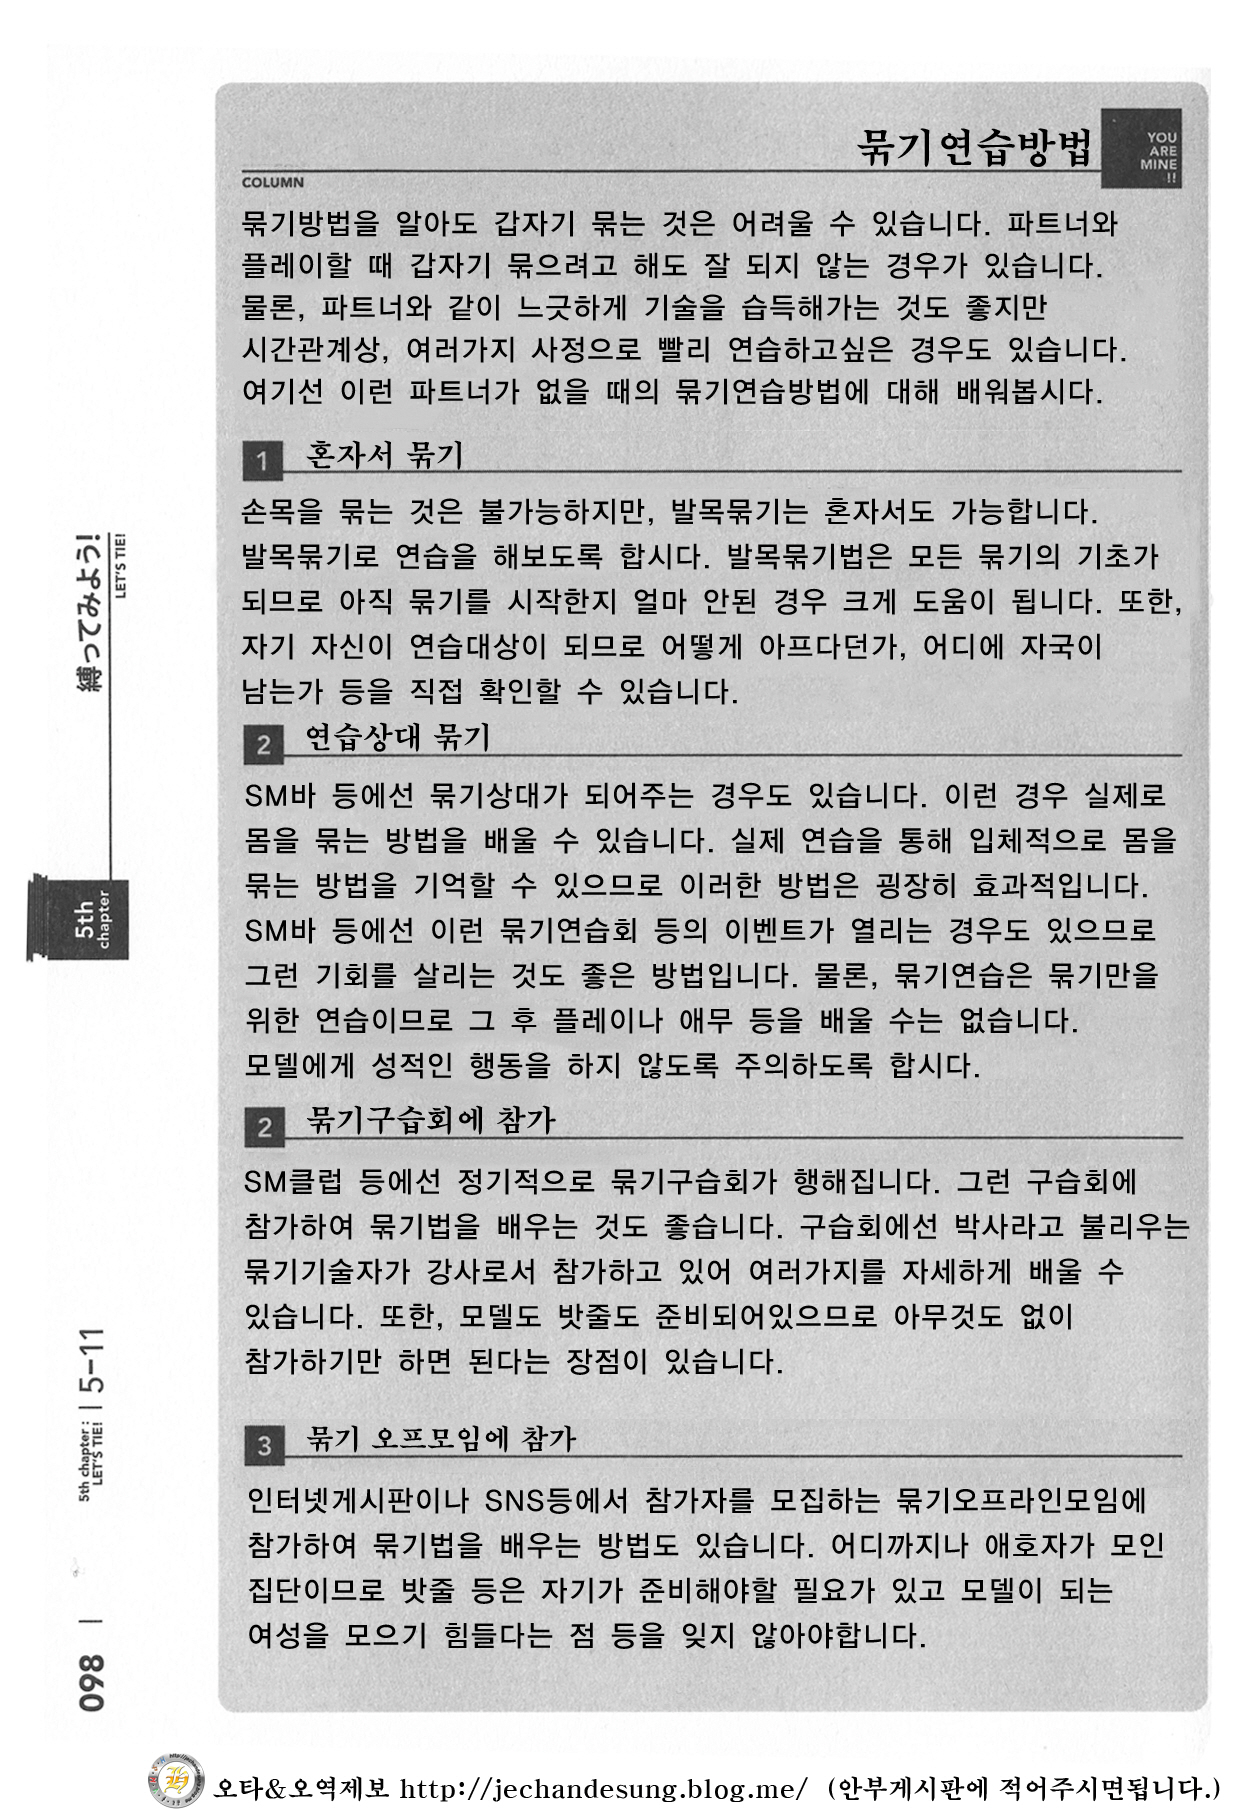 묶기연습방법
YOU
ARE
MINE
!!
COLUMN
묶기방법을 알아도 갑자기 묶는 것은 어려울 수 있습니다. 파트너와
플레이할 때 갑자기 묶으려고 해도 잘 되지 않는 경우가 있습니다.
물론, 파트너와 같이 느긋하게 기술을 습득해가는 것도 좋지만
시간관계상, 여러가지 사정으로 빨리 연습하고싶은 경우도 있습니다.
여기선 이런 파트너가 없을 때의 묶기연습방법에 대해 배워봅시다.
1 혼자서 묶기
손목을 묶는 것은 불가능하지만, 발목묶기는 혼자서도 가능합니다.
발목묶기로 연습을 해보도록 합시다. 발목묶기법은 모든 묶기의 기초가
되므로 아직 묶기를 시작한지 얼마 안된 경우 크게 도움이 됩니다. 또한,
자기 자신이 연습대상이 되므로 어떻게 아프다던가, 어디에 자국이
남는가 등을 직접 확인할 수 있습니다.
2 연습상대 묶기
SM바 등에선 묶기상대가 되어주는 경우도 있습니다. 이런 경우 실제로
몸을 묶는 방법을 배울 수 있습니다. 실제 연습을 통해 입체적으로 몸을
묶는 방법을 기억할 수 있으므로 이러한 방법은 굉장히 효과적입니다.
SM바 등에선 이런 묶기연습회 등의 이벤트가 열리는 경우도 있으므로
그런 기회를 살리는 것도 좋은 방법입니다. 물론, 묶기연습은 묶기만을
위한 연습이므로 그 후 플레이나 애무 등을 배울 수는 없습니다.
모델에게 성적인 행동을 하지 않도록 주의하도록 합시다.
2 묶기구습회에 참가
SM클럽 등에선 정기적으로 묶기구습회가 행해집니다. 그런 구습회에
참가하여 묶기법을 배우는 것도 좋습니다. 구습회에선 박사라고 불리우는
묶기기술자가 강사로서 참가하고 있어 여러가지를 자세하게 배울 수
있습니다. 또한, 모델도 밧줄도 준비되어있으므로 아무것도 없이
참가하기만 하면 된다는 장점이 있습니다.
3 묶기 오프모임에 참가
인터넷게시판이나 SNS등에서 참가자를 모집하는 묶기오프라인모임에
참가하여 묶기법을 배우는 방법도 있습니다. 어디까지나 애호자가 모인
집단이므로 밧줄 등은 자기가 준비해야할 필요가 있고 모델이 되는
여성을 모으기 힘들다는 점 등을 잊지 않아야합니다.
縛ってみよう!
LET'S TIE!
5th
chapter
5th chapter :
LET'S TIE!
5-11
098
오타&오역제보 http://jechandesung.blog.me/ (안부게시판에 적어주시면됩니다.)